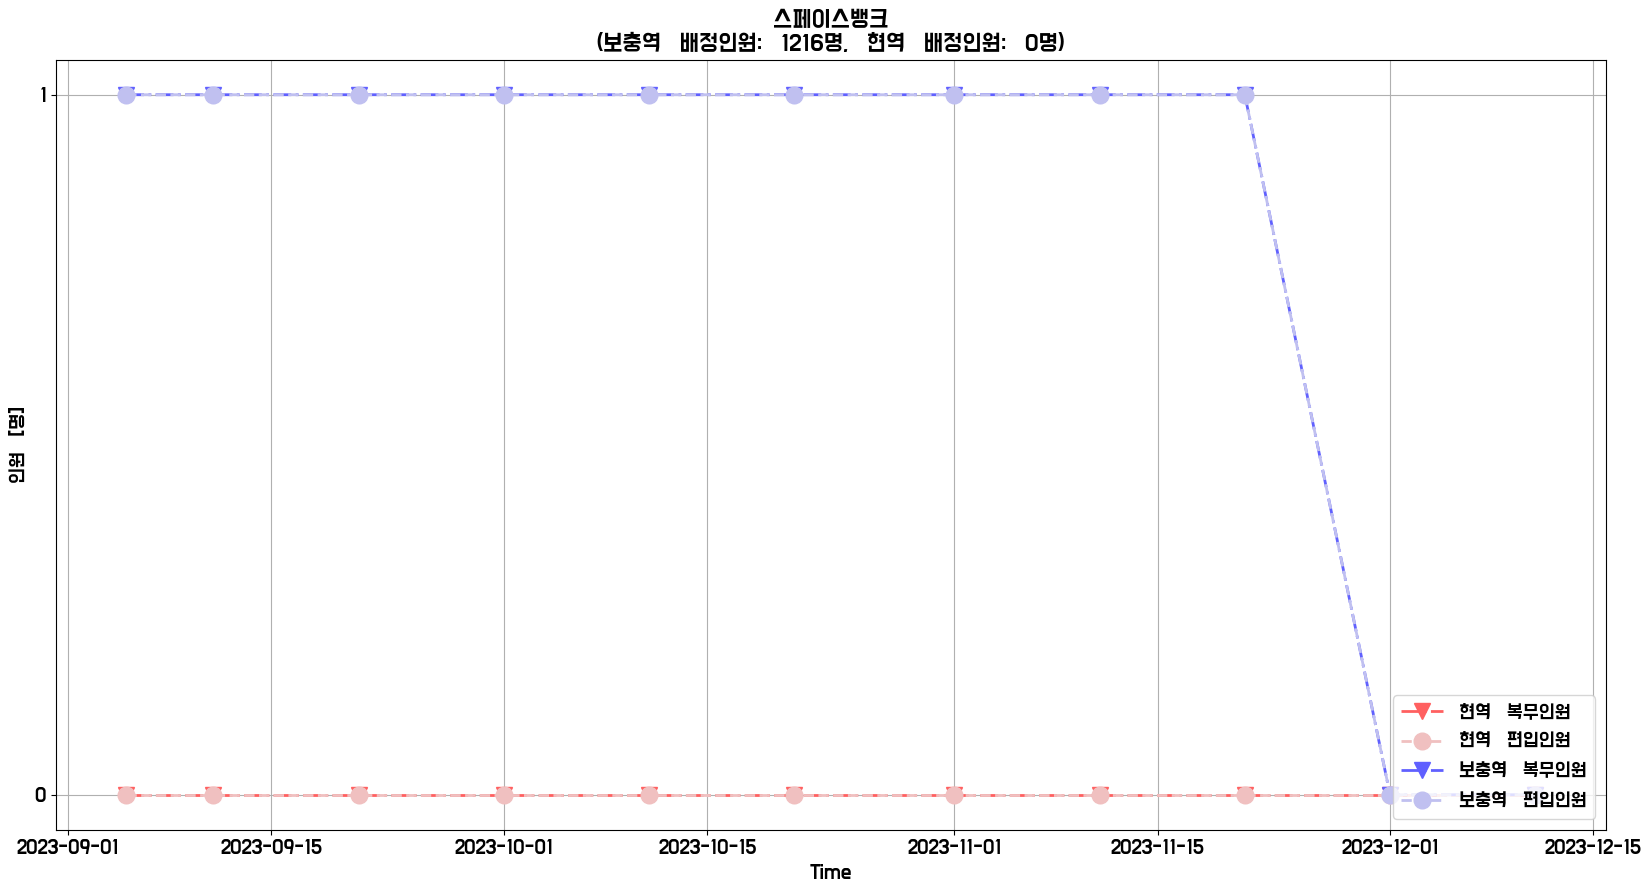 스페이스뱅크
(보충역 배정인원: 1216명, 현역 배정인원: 0명)
인원 [명]
1
0
2023-09-01 2023-09-15 2023-10-01 2023-10-15 2023-11-01 2023-11-15 2023-12-01 2023-12-15
Time
현역 복무인원
현역 편입인원
보충역 복무인원
보충역 편입인원